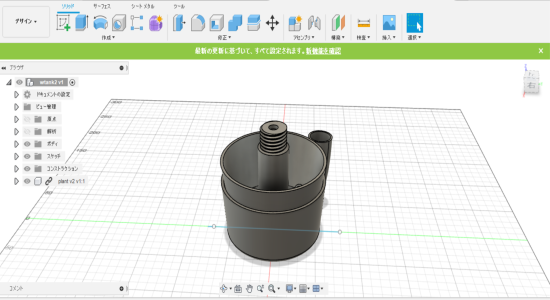 ソリッド サーフェス シート メタル ツール
デザイン
作成
修正
アセンブリ
構築
検査
挿入
選択
最新の更新に基づいて、すべて設定されます。新機能を確認
ブラウザ
wtank2 v1
ドキュメントの設定
ビュー管理
原点
解析
ボディ
スケッチ
コンストラクション
plant v2 v1:1
右
コメント